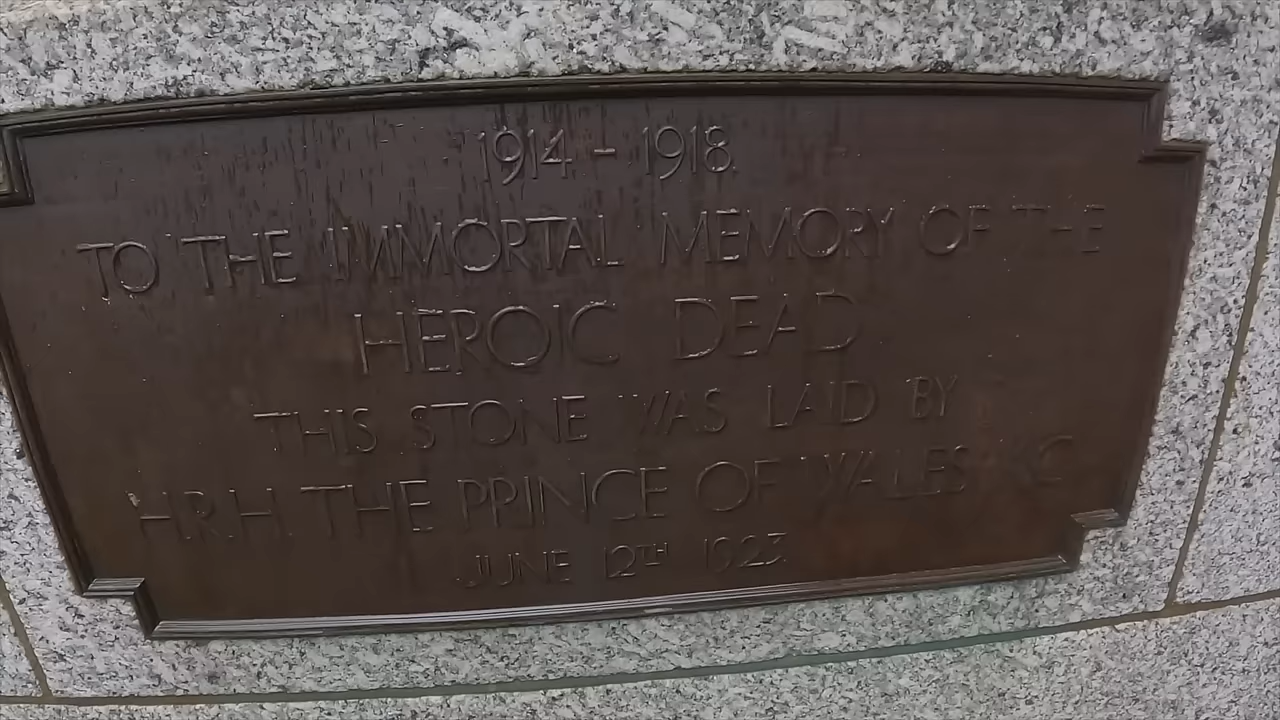 1914 - 1918
TO THE IMMORTAL MEMORY OF THE
HEROIC DEAD
THIS STONE WAS LAID BY
H.R.H. THE PRINCE OF WALES KG
JUNE 12TH 1923